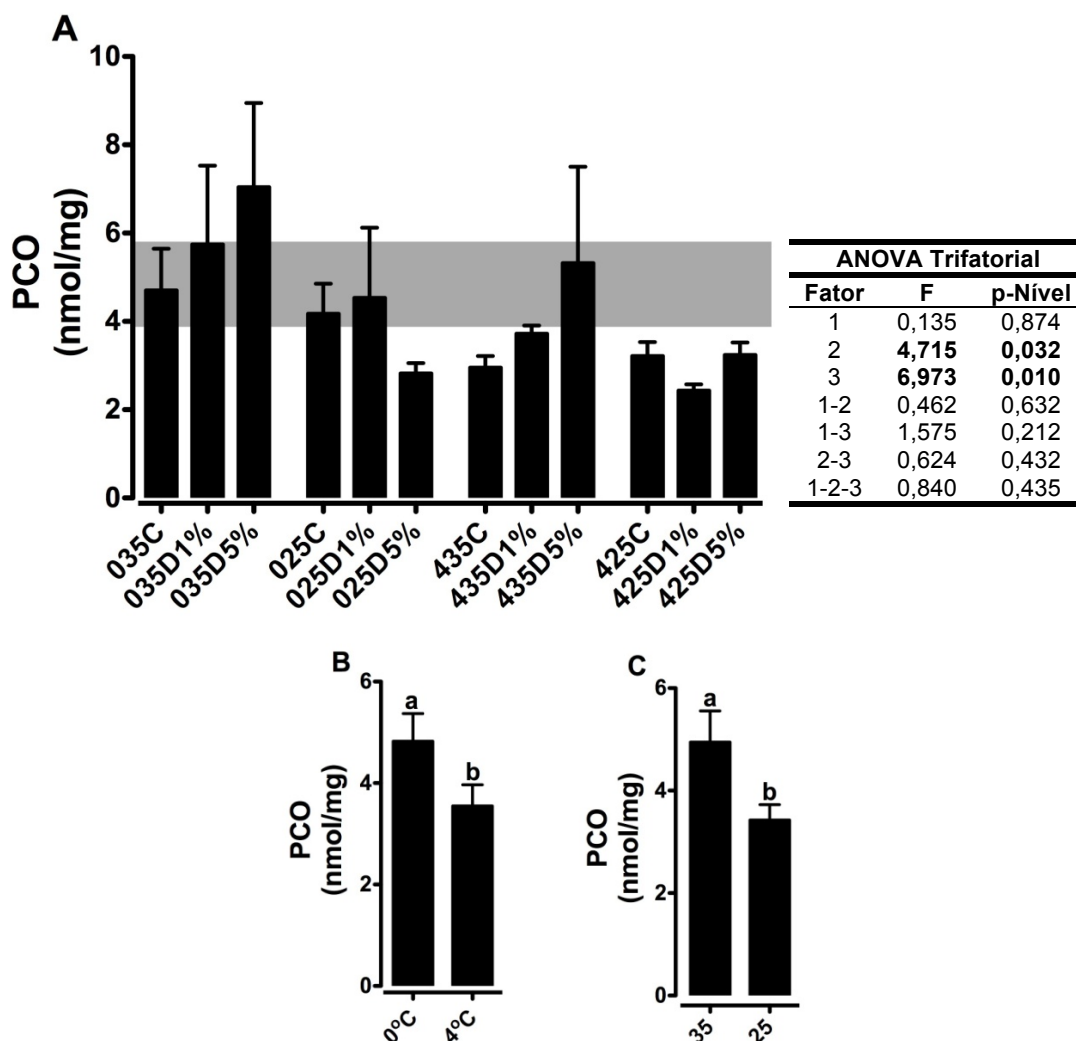 A
PCO
(nmol/mg)
10
8
6
4
2
0
035C
035D1%
035D5%
025C
025D1%
025D5%
435C
435D1%
435D5%
425C
425D1%
425D5%
ANOVA Trifatorial
Fator F p-Nível
1 0,135 0,874
2 4,715 0,032
3 6,973 0,010
1-2 0,462 0,632
1-3 1,575 0,212
2-3 0,624 0,432
1-2-3 0,840 0,435
B
PCO
(nmol/mg)
6
4
2
0
a
b
0°C
4°C
C
PCO
(nmol/mg)
6
4
2
0
a
b
35
25